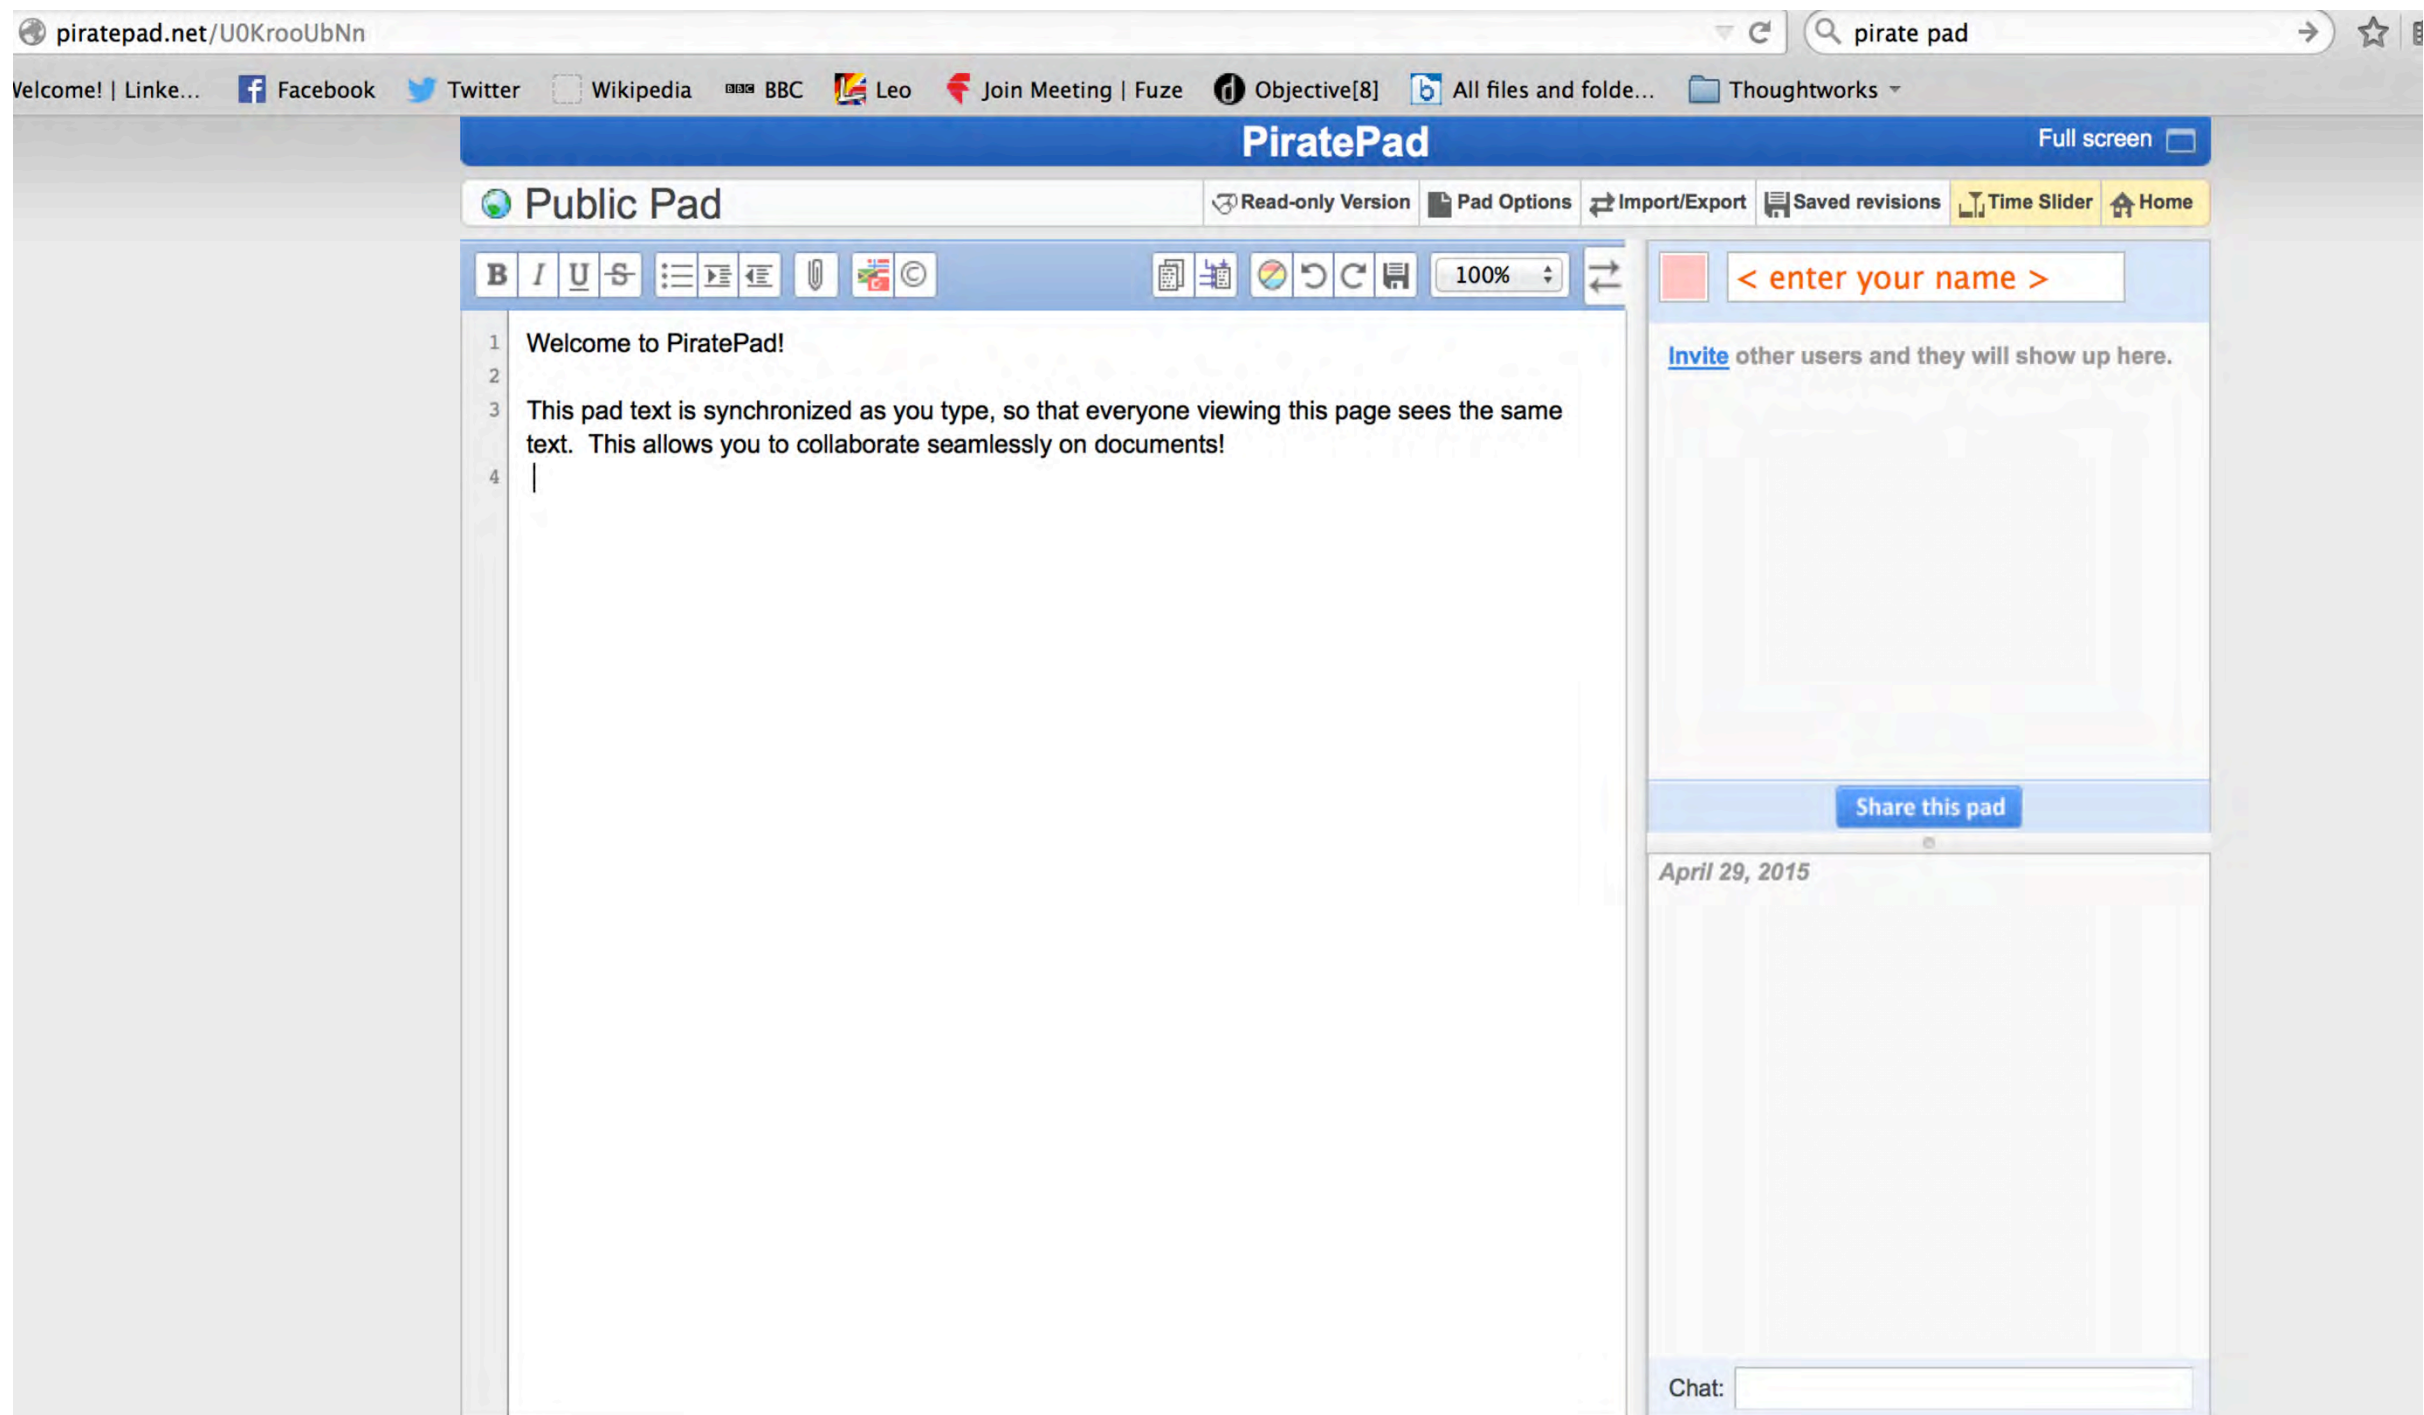 piratepad.net/U0KrooUbNn pirate pad
Welcome! | Linke... Facebook Twitter Wikipedia BBC BBC Leo Join Meeting | Fuze Objective[8] All files and folde... Thoughtworks
PiratePad Full screen
Public Pad Read-only Version Pad Options Import/Export Saved revisions Time Slider Home
B I U S © 100% < enter your name >
1 Welcome to PiratePad!
Invite other users and they will show up here.
2
3 This pad text is synchronized as you type, so that everyone viewing this page sees the same
text. This allows you to collaborate seamlessly on documents!
4
Share this pad
April 29, 2015
Chat: